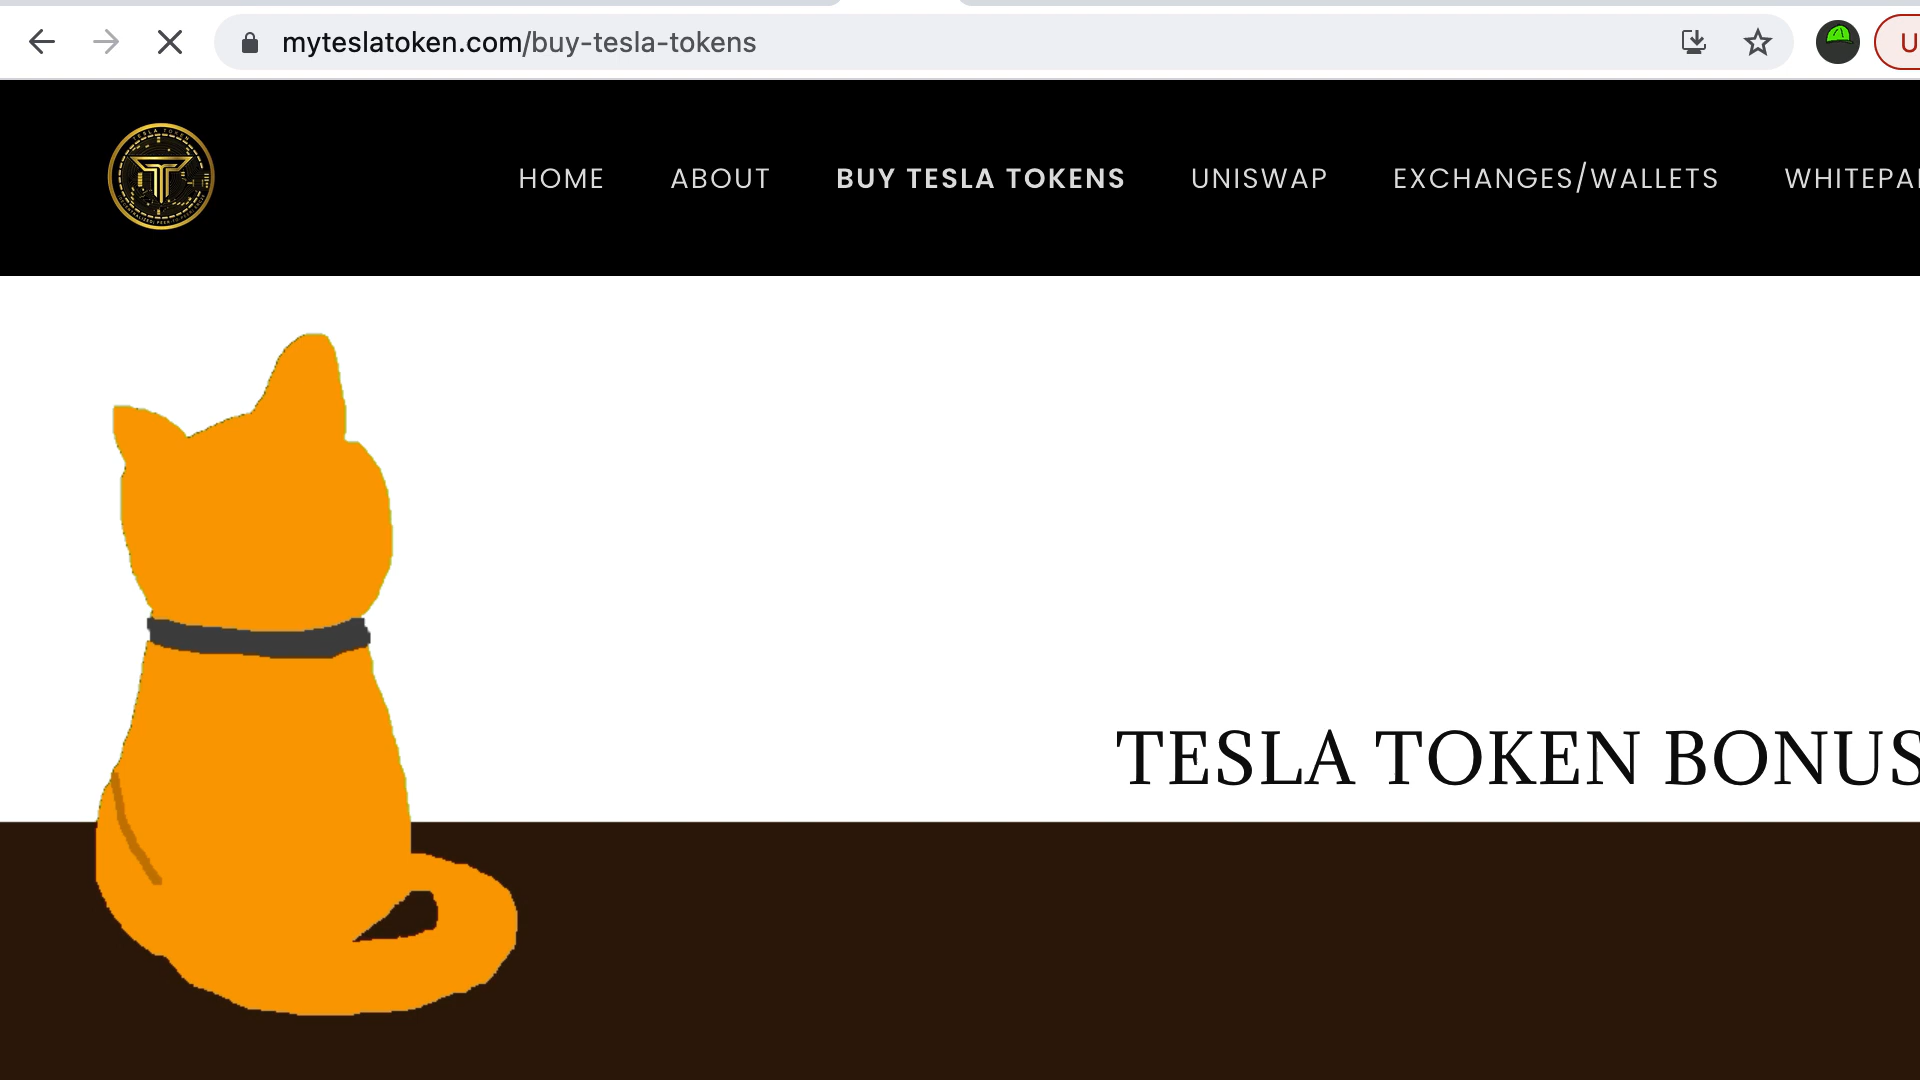 myteslatoken.com/buy-tesla-tokens
HOME ABOUT BUY TESLA TOKENS UNISWAP EXCHANGES/WALLETS
TESLA TOKEN BONUS